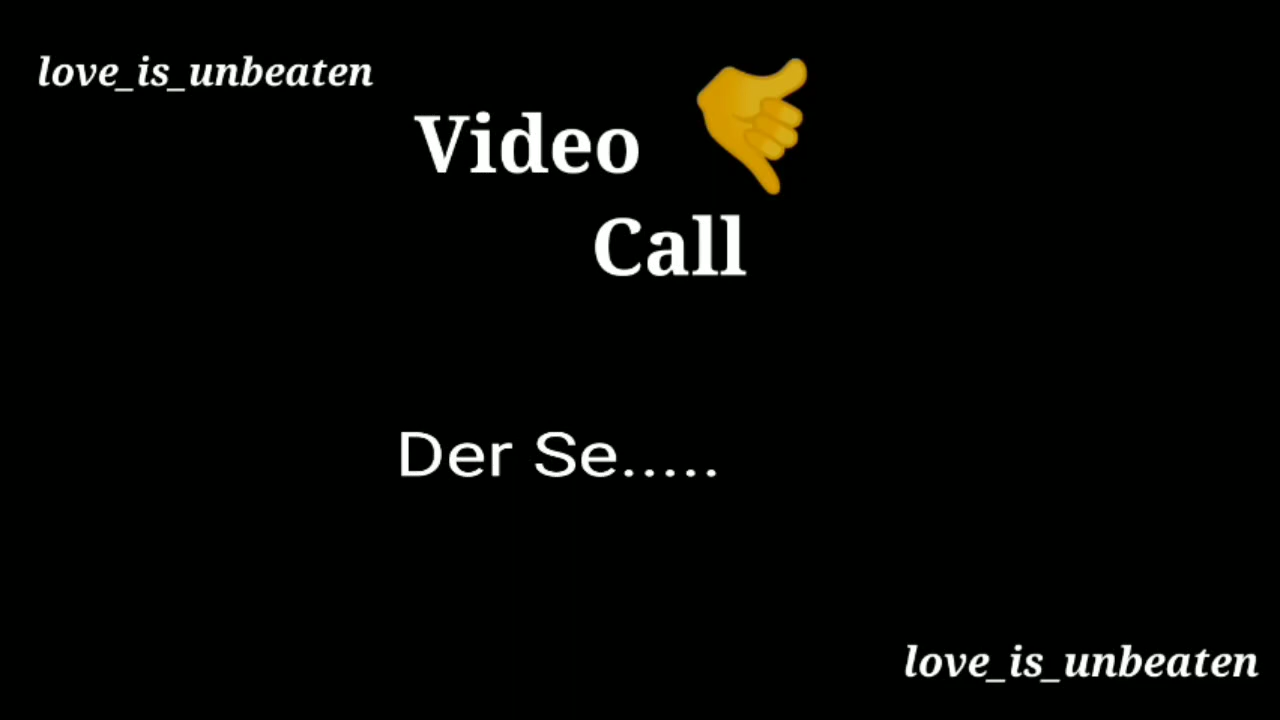 love_is_unbeaten
Video 🤙
Call
Der Se.....
love_is_unbeaten